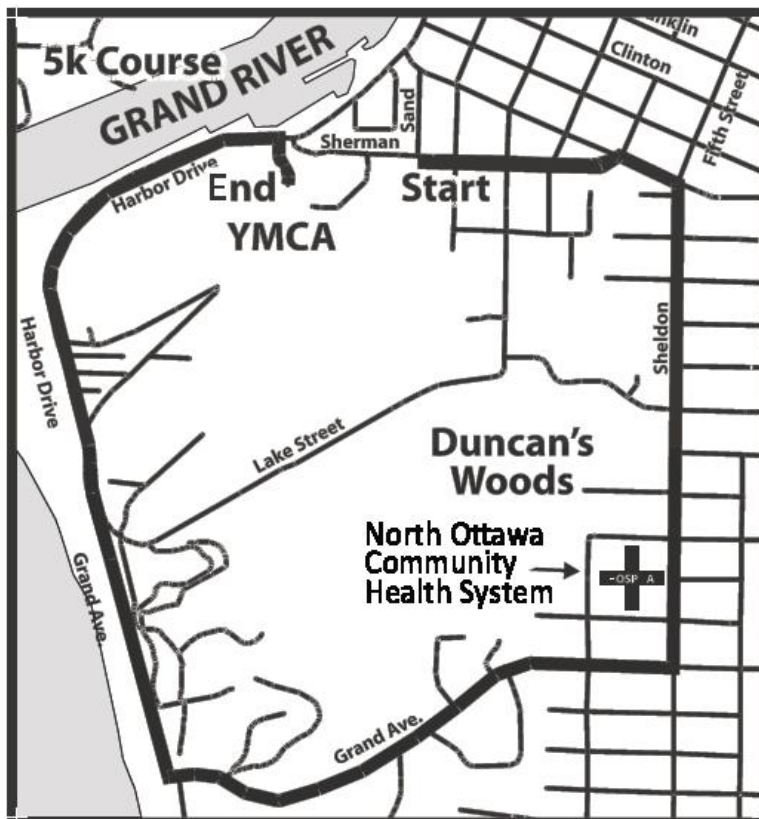 5k Course
GRAND RIVER
Clinton
Fifth Street
Sand
Sherman
Harbor Drive
End
Start
YMCA
Harbor Drive
Sheldon
Lake Street
Duncan's
Woods
North Ottawa
Community
Health System
Grand Ave.
Grand Ave.